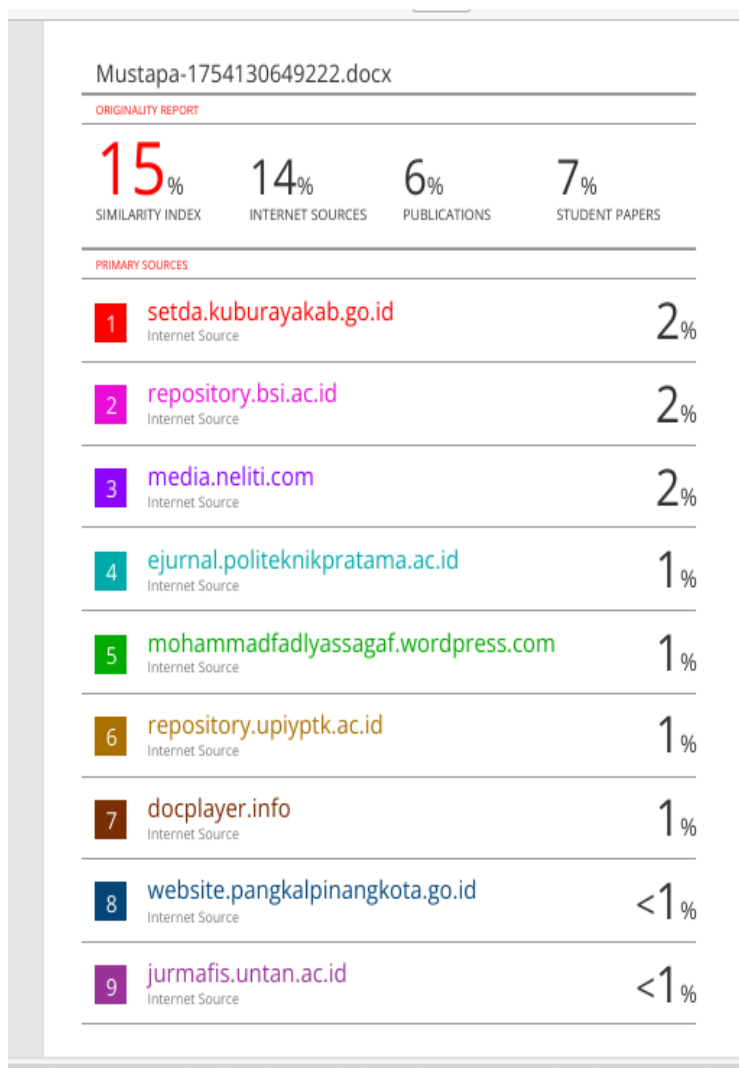 Mustapa-1754130649222.docx
ORIGINALITY REPORT
15% 14% 6% 7%
SIMILARITY INDEX INTERNET SOURCES PUBLICATIONS STUDENT PAPERS
PRIMARY SOURCES
1 setda.kuburayakab.go.id 2%
Internet Source
2 repository.bsi.ac.id 2%
Internet Source
3 media.neliti.com 2%
Internet Source
4 ejurnal.politeknikpratama.ac.id 1%
Internet Source
5 mohammadfadlyassagaf.wordpress.com 1%
Internet Source
6 repository.upiyptk.ac.id 1%
Internet Source
7 docplayer.info 1%
Internet Source
8 website.pangkalpinangkota.go.id <1%
Internet Source
9 jurmafis.untan.ac.id <1%
Internet Source